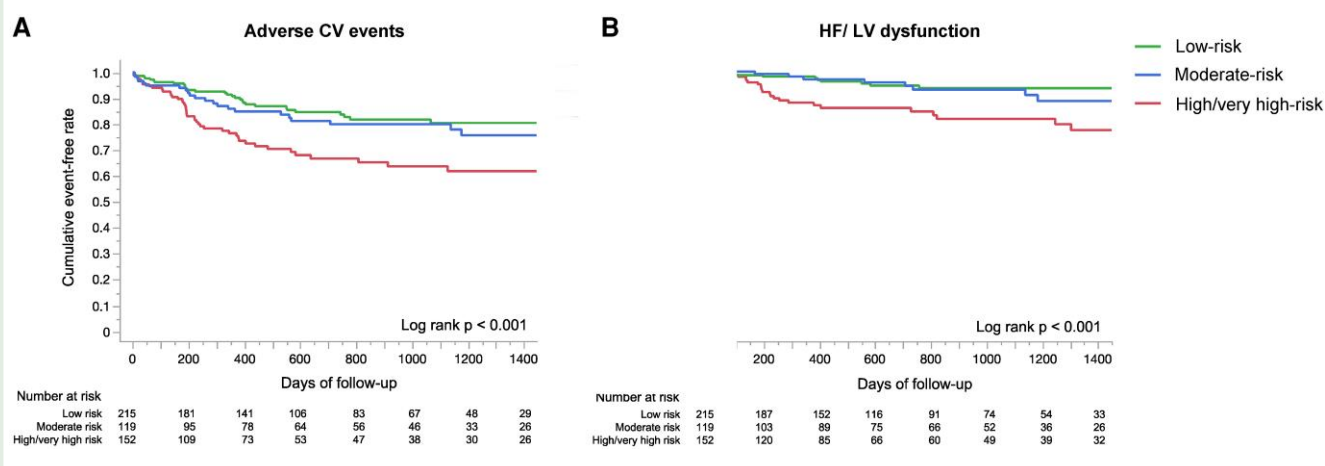 A
Adverse CV events
Cumulative event-free rate
1.0
0.9
0.8
0.7
0.6
0.5
0.4
0.3
0.2
0.1
0
Log rank p < 0.001
0 200 400 600 800 1000 1200 1400
Days of follow-up
Number at risk
Low risk 215 181 141 106 83 67 48 29
Moderate risk 119 95 78 64 56 46 33 26
High/very high risk 152 109 73 53 47 38 30 26
B
HF/ LV dysfunction
Log rank p < 0.001
200 400 600 800 1000 1200 1400
Days of follow-up
Number at risk
Low risk 215 187 152 116 91 74 54 33
Moderate risk 119 103 89 75 66 52 36 26
High/very high risk 152 120 85 66 60 49 39 32
Low-risk
Moderate-risk
High/very high-risk